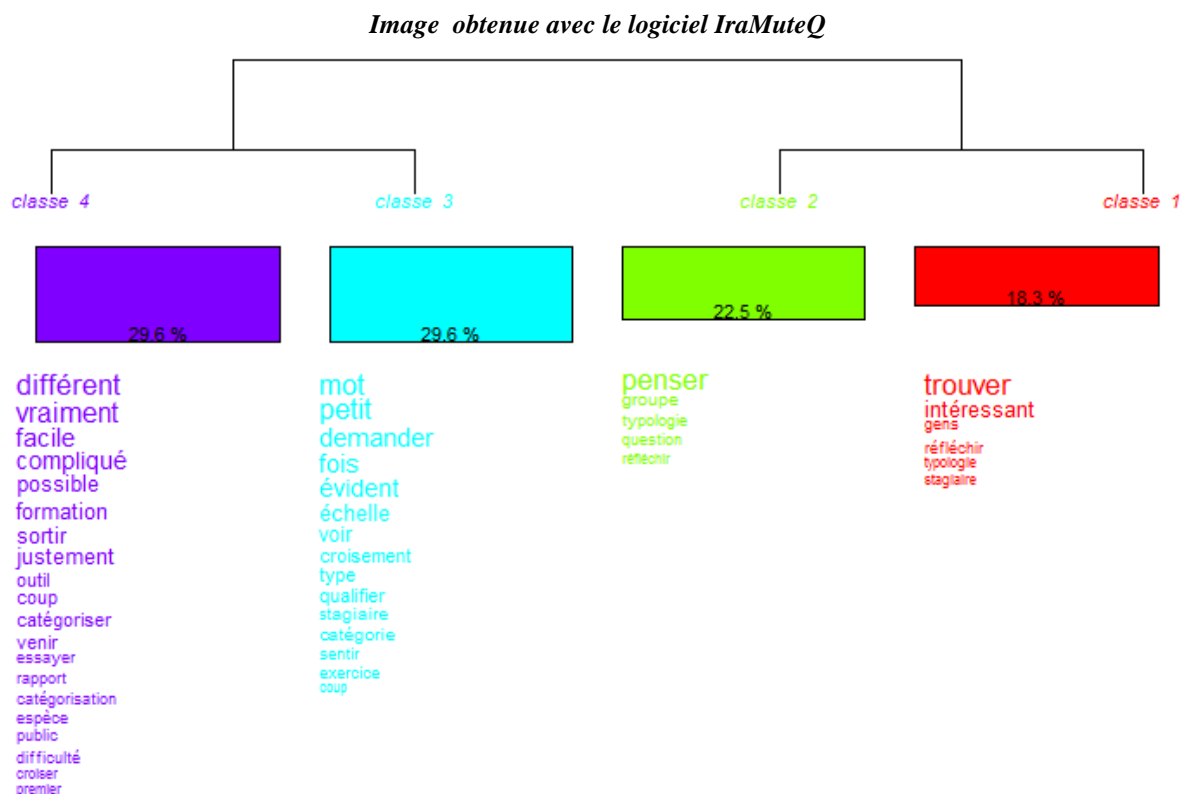 Image obtenue avec le logiciel IraMuteQ
classe 4
classe 3
classe 2
classe 1
29.6 %
29.6 %
22.5 %
18.3 %
différent
vraiment
facile
compliqué
possible
formation
sortir
justement
outil
coup
catégoriser
venir
essayer
rapport
catégorisation
espèce
public
difficulté
croiser
premier
mot
petit
demander
fois
évident
échelle
voir
croisement
type
qualifier
stagiaire
catégorie
sentir
exercice
coup
penser
groupe
typologie
question
réfléchir
trouver
intéressant
gens
réfléchir
typologie
stagiaire